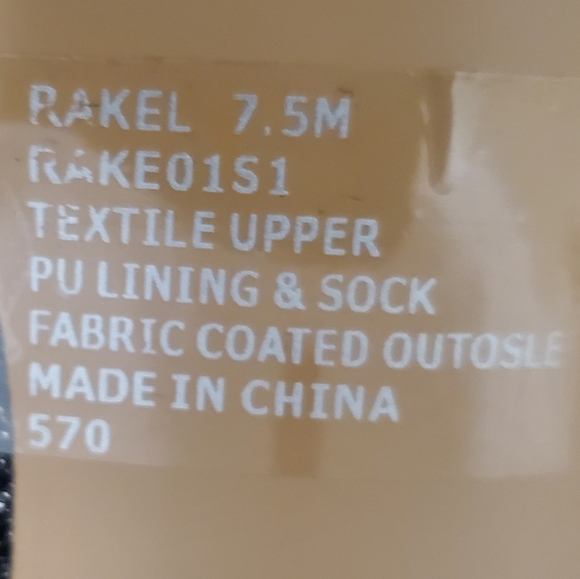 RAKEL 7.5M
RAKE01S1
TEXTILE UPPER
PU LINING & SOCK
FABRIC COATED OUTOSLE
MADE IN CHINA
570